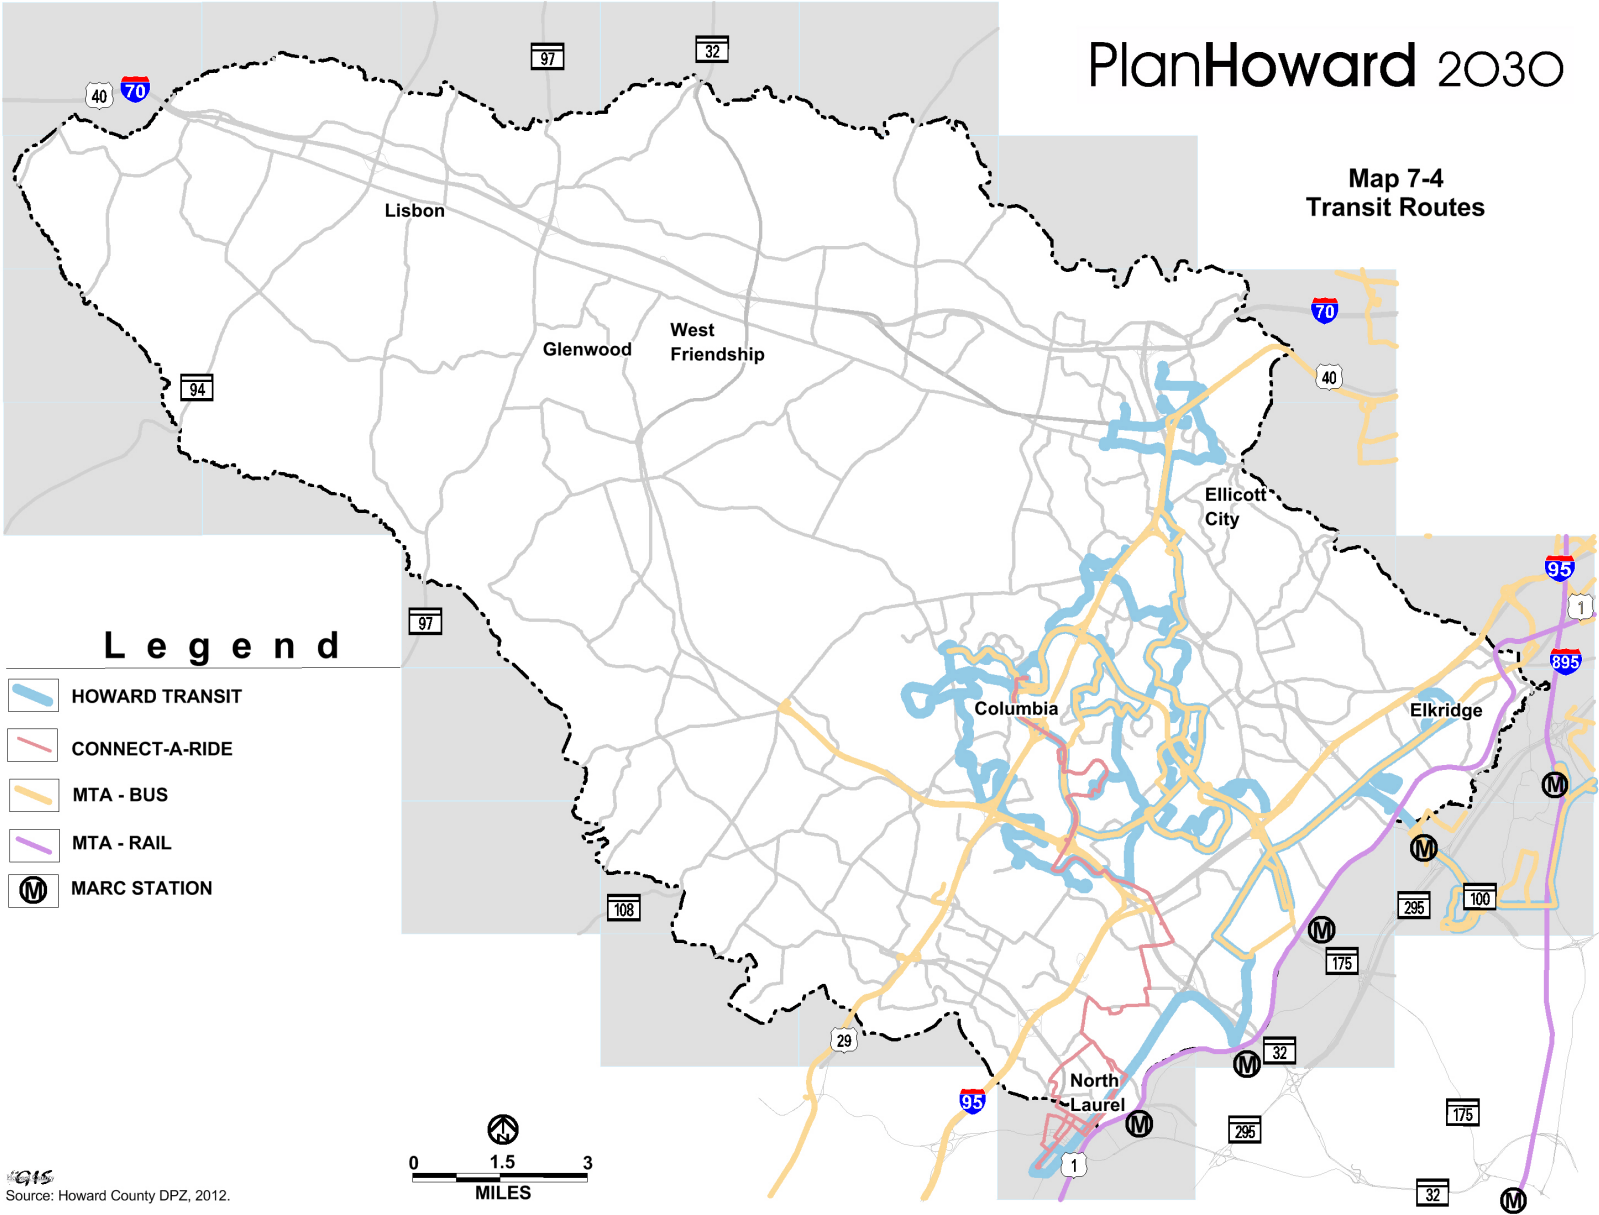 PlanHoward 2030
Map 7-4
Transit Routes
97
32
40
70
Lisbon
70
West
Friendship
Glenwood
40
94
Ellicott
City
95
1
97
895
Legend
HOWARD TRANSIT
CONNECT-A-RIDE
MTA - BUS
MTA - RAIL
M
MARC STATION
Columbia
Elkridge
M
M
108
295
100
M
175
29
32
M
North
Laurel
95
M
175
295
1
32
M
N
0 1.5 3
MILES
GIS
Source: Howard County DPZ, 2012.